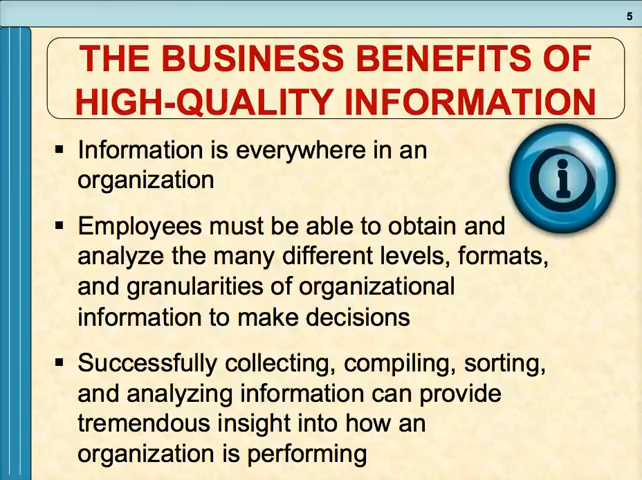 5
THE BUSINESS BENEFITS OF
HIGH-QUALITY INFORMATION
▪ Information is everywhere in an
organization
▪ Employees must be able to obtain and
analyze the many different levels, formats,
and granularities of organizational
information to make decisions
▪ Successfully collecting, compiling, sorting,
and analyzing information can provide
tremendous insight into how an
organization is performing
i